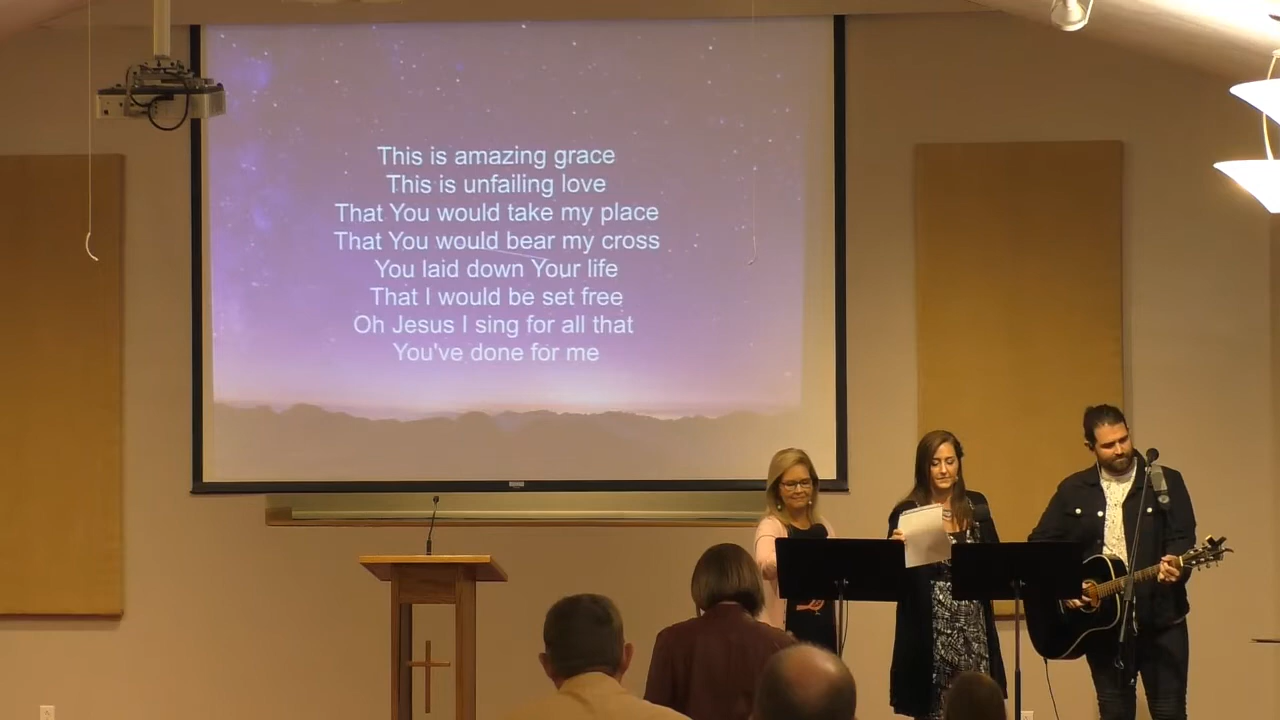 This is amazing grace
This is unfailing love
That You would take my place
That You would bear my cross
You laid down Your life
That I would be set free
Oh Jesus I sing for all that
You've done for me